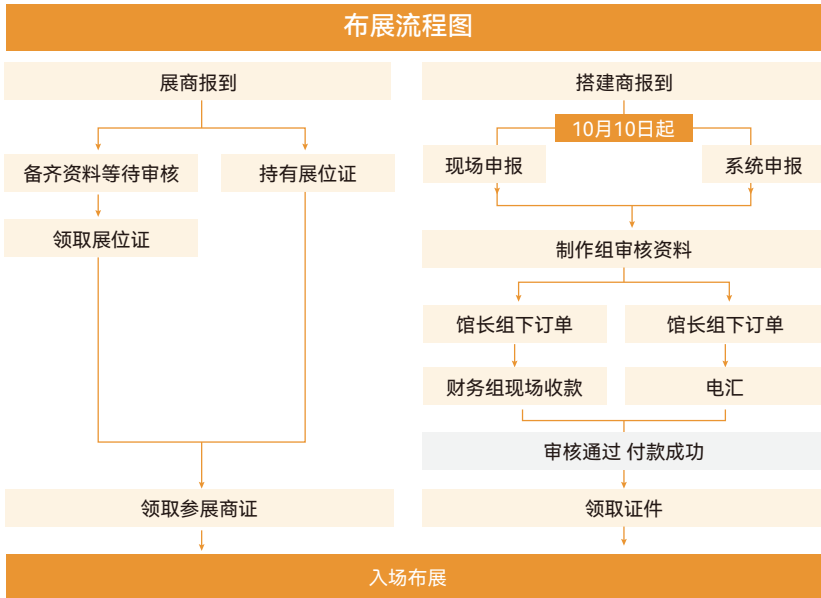 布展流程图
展商报到
备齐资料等待审核
持有展位证
领取展位证
领取参展商证
搭建商报到
10月10日起
现场申报
系统申报
制作组审核资料
馆长组下订单
馆长组下订单
财务组现场收款
电汇
审核通过 付款成功
领取证件
入场布展